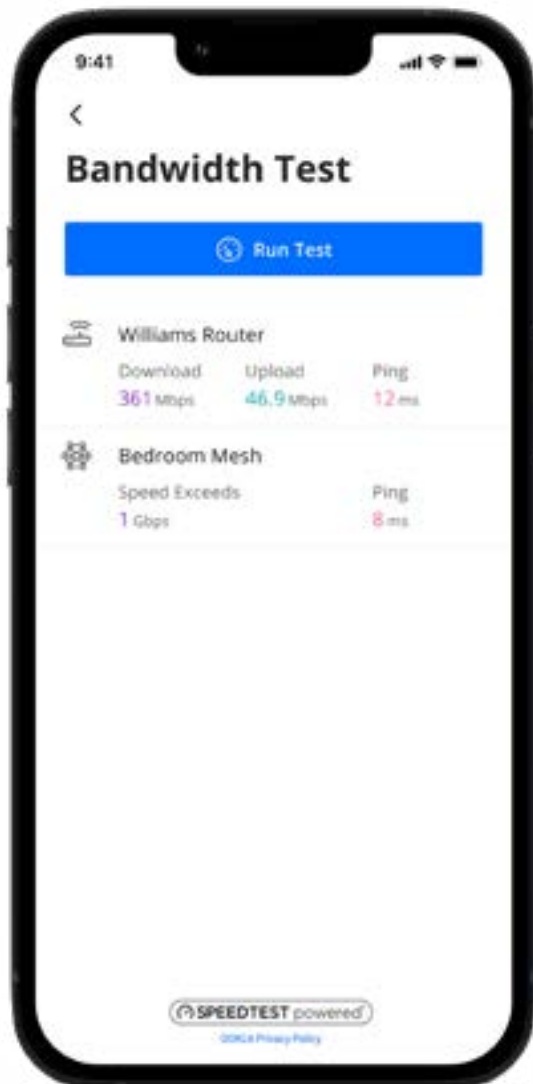 9:41
Bandwidth Test
Run Test
Williams Router
Download Upload Ping
361 Mbps 46.9 Mbps 12 ms
Bedroom Mesh
Speed Exceeds Ping
1 Gbps 8 ms
SPEEDTEST powered
OOKLA Privacy Policy